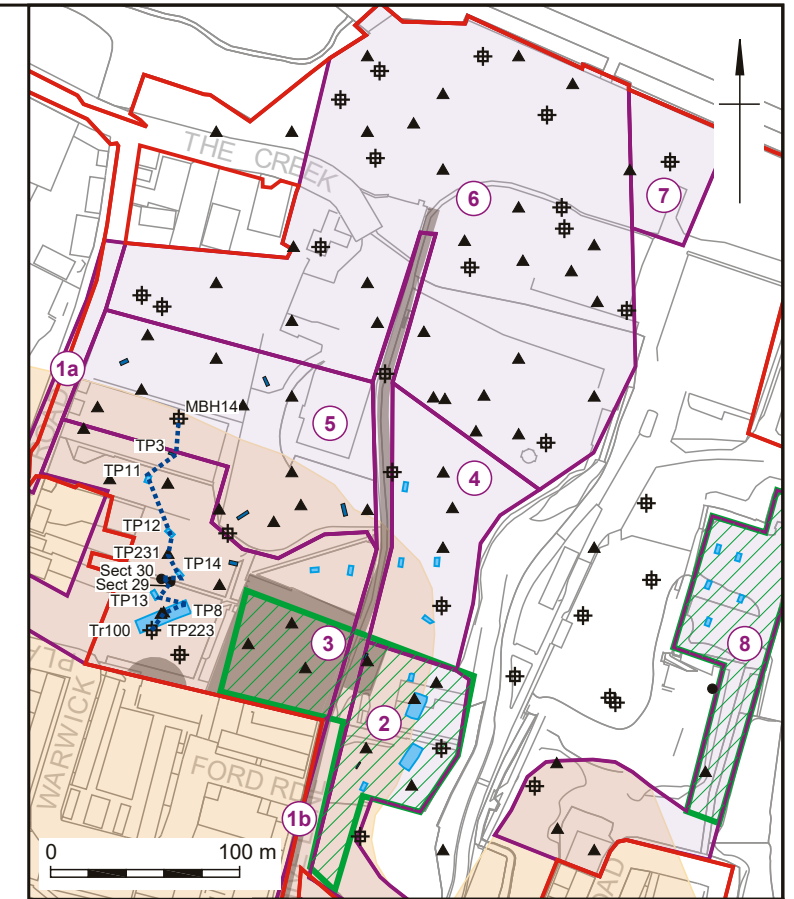 THE CREEK
6
7
1a
MBH14
5
TP3
TP11
4
TP12
TP231
TP14
Sect 30
Sect 29
TP13
TP8
Tr100
TP223
3
8
2
WARWICK
FORD RD
1b
0
100 m